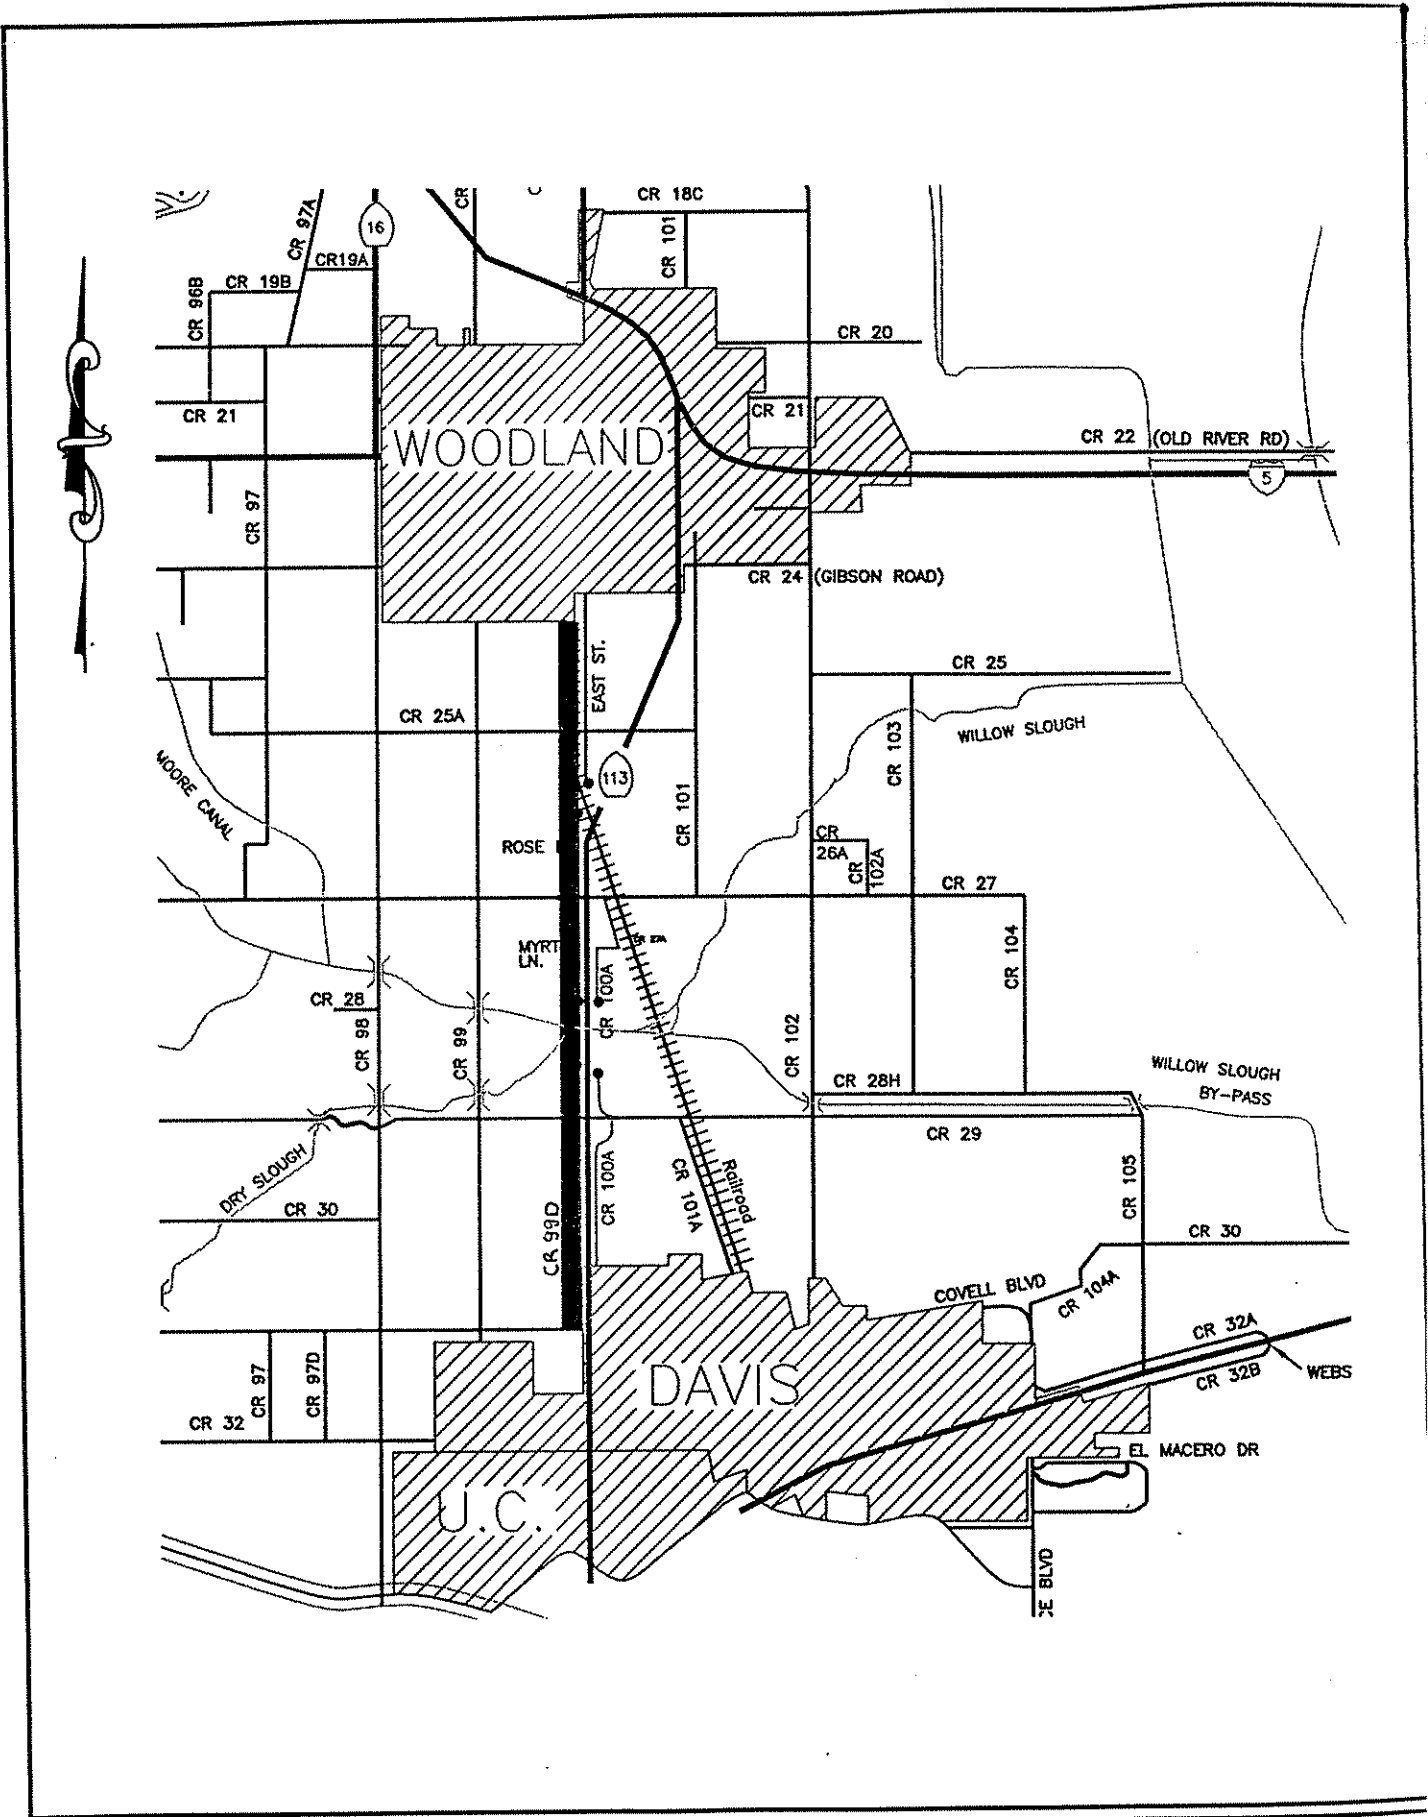 CR 18C
CR
CR 97A
16
CR 101
CR19A
CR 19B
CR 96B
CR 20
CR 21
CR 21
WOODLAND
CR 22 (OLD RIVER RD)
5
CR 97
CR 24 (GIBSON ROAD)
EAST ST.
CR 25
CR 25A
CR 103
WILLOW SLOUGH
MOORE CANAL
113
CR 101
ROSE
CR
26A
CR
102A
CR 27
MYRT
LN.
CR 27A
CR 104
CR 100A
CR 28
CR 98
CR 99
CR 102
CR 28H
WILLOW SLOUGH
BY-PASS
CR 29
DRY SLOUGH
CR 30
CR 100A
CR 101A
Railroad
CR 105
CR 99D
CR 30
COVELL BLVD
CR 104A
CR 32A
CR 32B
WEBS
CR 97
CR 97D
DAVIS
CR 32
EL MACERO DR
U.C.
CE BLVD